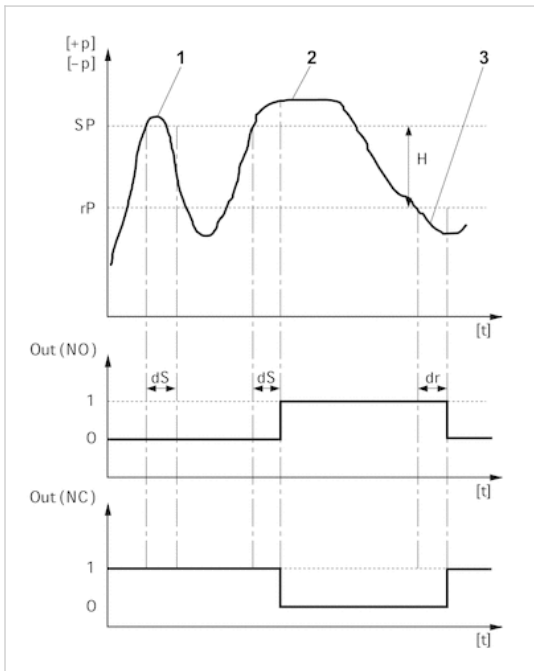 [+p]
[-p]
1
2
3
SP
H
rP
[t]
Out (NO)
dS
dS
dr
1
0
[t]
Out (NC)
1
0
[t]